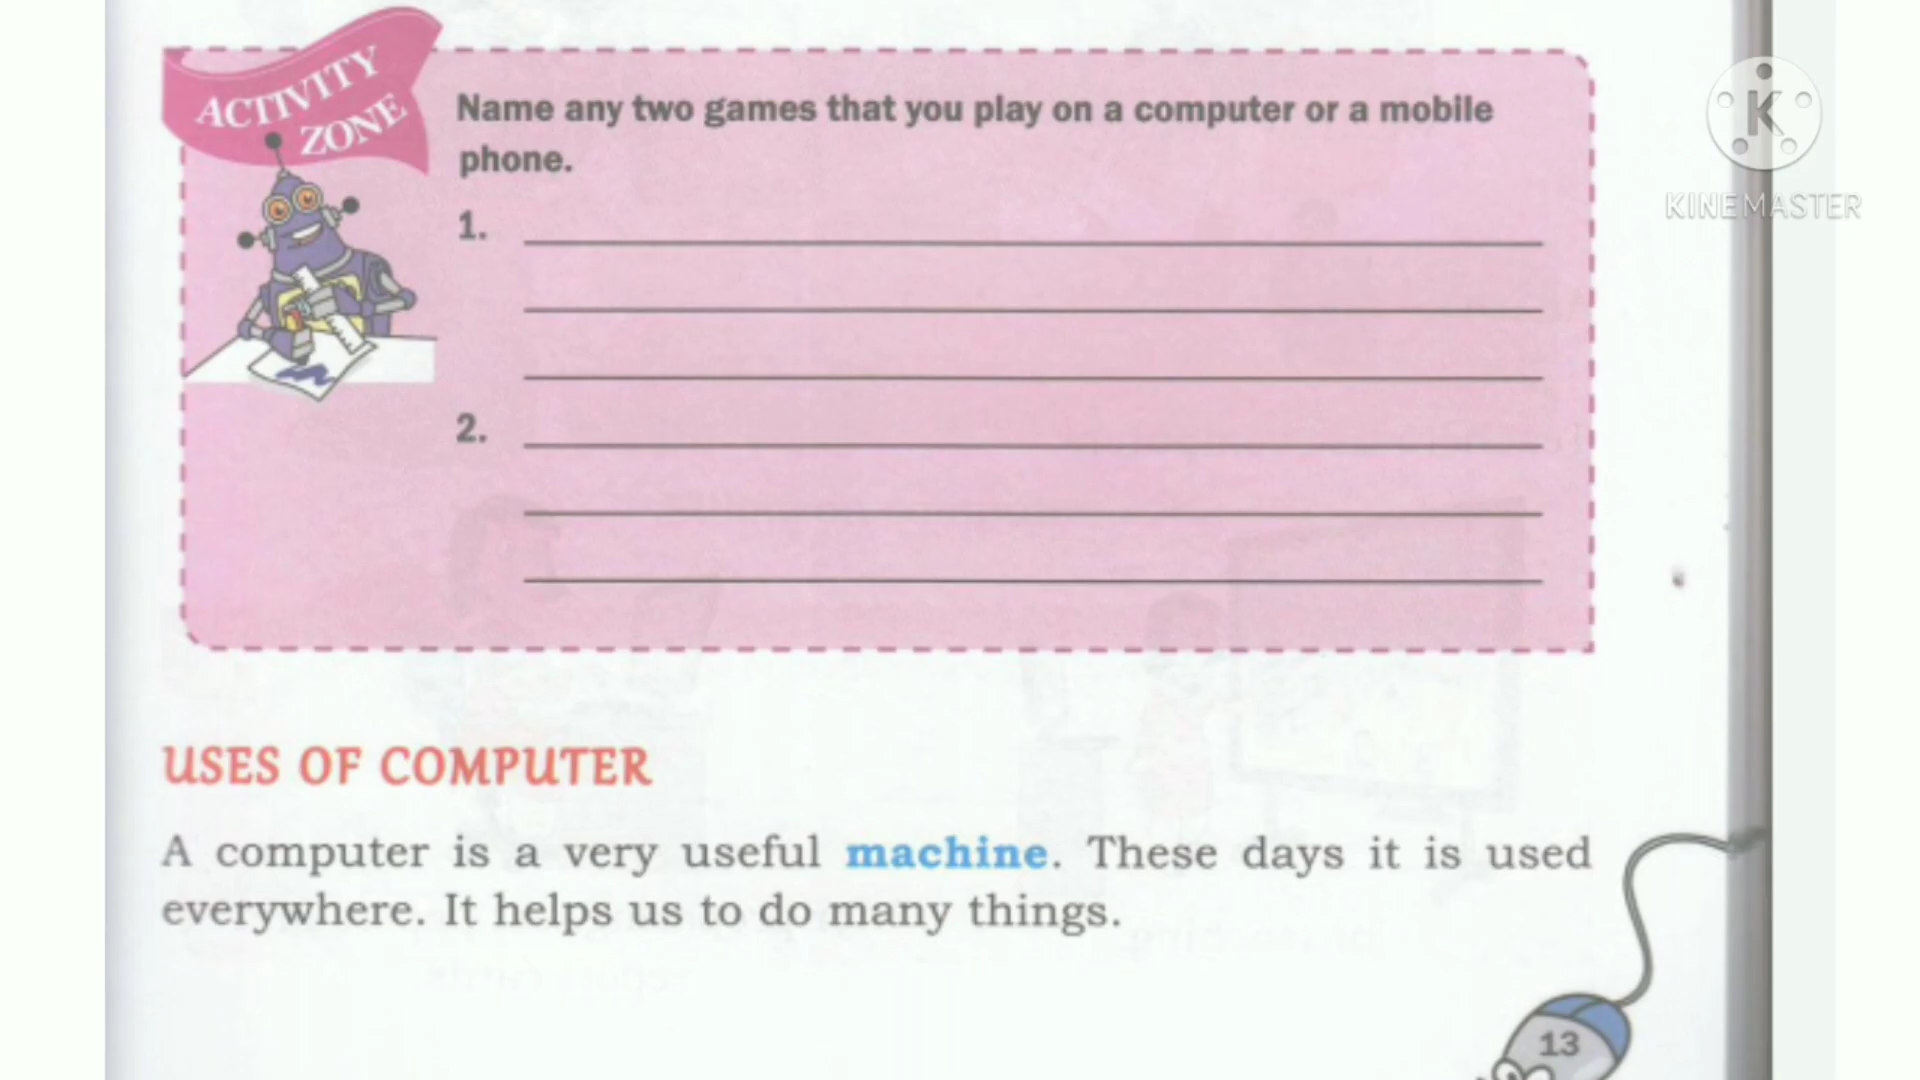 ACTIVITY
ZONE
Name any two games that you play on a computer or a mobile
phone.
1.
2.
K
KINEMASTER
USES OF COMPUTER
A computer is a very useful machine. These days it is used
everywhere. It helps us to do many things.
13